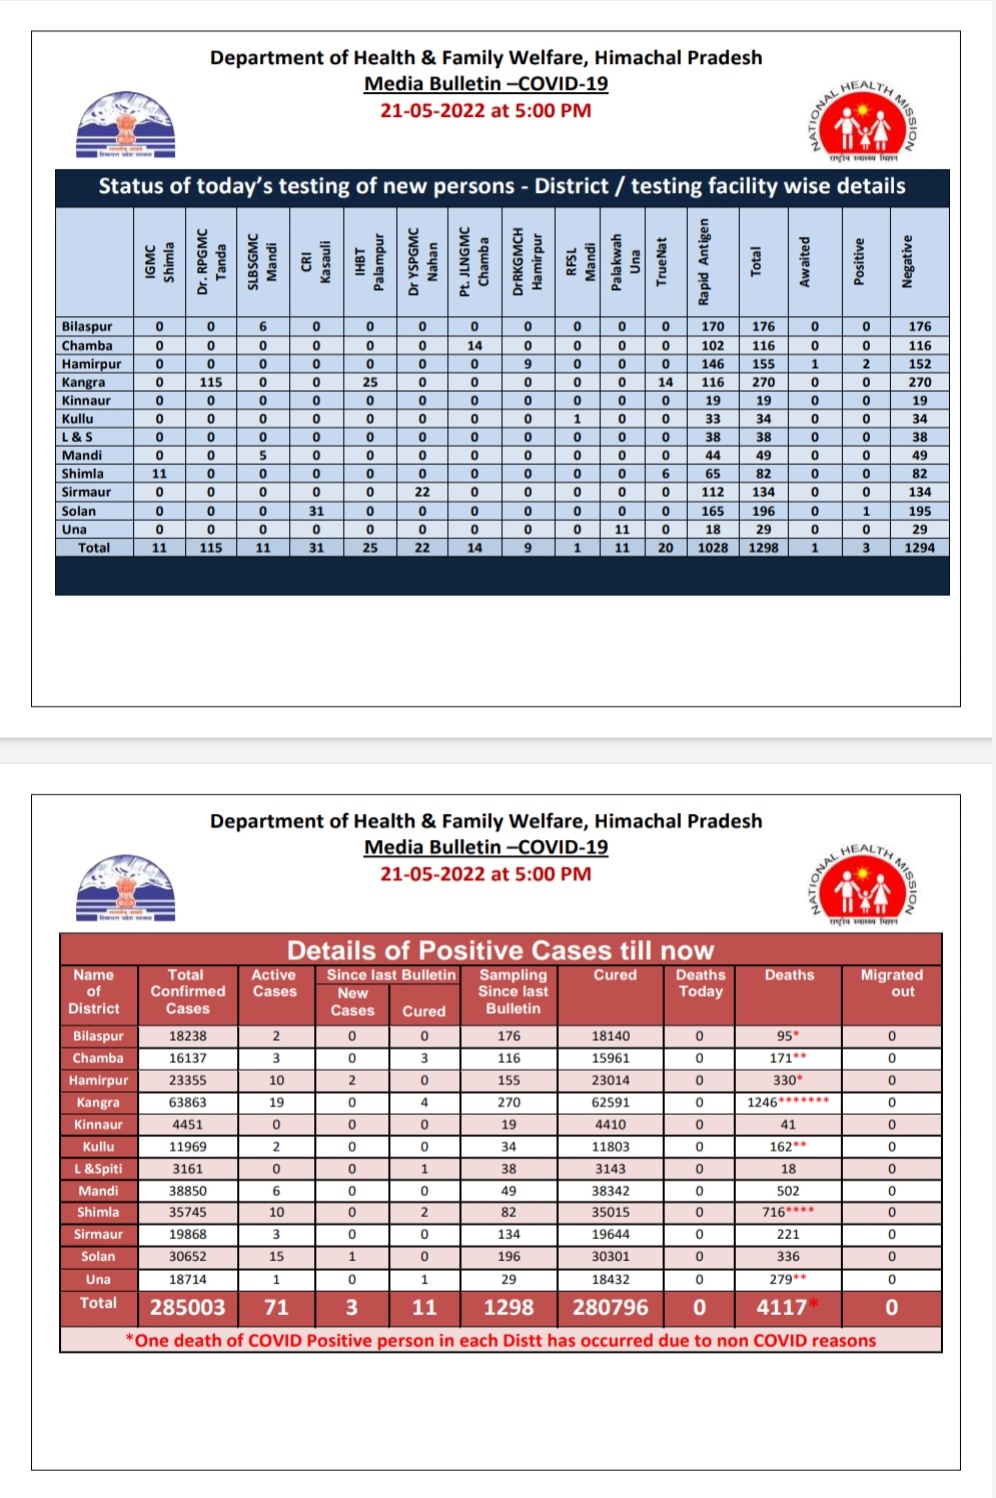 Department of Health & Family Welfare, Himachal Pradesh
Media Bulletin –COVID-19
21-05-2022 at 5:00 PM
NATIONAL HEALTH MISSION
राष्ट्रीय स्वास्थ्य मिशन
Status of today's testing of new persons - District / testing facility wise details
IGMC Shimla Dr. RPGMC Tanda SLBSGMC Mandi CRI Kasauli IHBT Palampur Dr YSPGMC Nahan Pt. JLNGMC Chamba DrRKGMCH Hamirpur RFSL Mandi Palakwah Una TrueNat Rapid Antigen Total Awaited Positive Negative
Bilaspur 0 0 6 0 0 0 0 0 0 0 0 170 176 0 0 176
Chamba 0 0 0 0 0 0 14 0 0 0 0 102 116 0 0 116
Hamirpur 0 0 0 0 0 0 0 9 0 0 0 146 155 1 2 152
Kangra 0 115 0 0 25 0 0 0 0 0 14 116 270 0 0 270
Kinnaur 0 0 0 0 0 0 0 0 0 0 0 19 19 0 0 19
Kullu 0 0 0 0 0 0 0 0 1 0 0 33 34 0 0 34
L & S 0 0 0 0 0 0 0 0 0 0 0 38 38 0 0 38
Mandi 0 0 5 0 0 0 0 0 0 0 0 44 49 0 0 49
Shimla 11 0 0 0 0 0 0 0 0 0 6 65 82 0 0 82
Sirmaur 0 0 0 0 0 22 0 0 0 0 0 112 134 0 0 134
Solan 0 0 0 31 0 0 0 0 0 0 0 165 196 0 1 195
Una 0 0 0 0 0 0 0 0 0 11 0 18 29 0 0 29
Total 11 115 11 31 25 22 14 9 1 11 20 1028 1298 1 3 1294
Department of Health & Family Welfare, Himachal Pradesh
Media Bulletin –COVID-19
21-05-2022 at 5:00 PM
NATIONAL HEALTH MISSION
राष्ट्रीय स्वास्थ्य मिशन
Details of Positive Cases till now
Name of District Total Confirmed Cases Active Cases Since last Bulletin New Cases Cured Sampling Since last Bulletin Cured Deaths Today Deaths Migrated out
Bilaspur 18238 2 0 0 176 18140 0 95* 0
Chamba 16137 3 0 3 116 15961 0 171** 0
Hamirpur 23355 10 2 0 155 23014 0 330* 0
Kangra 63863 19 0 4 270 62591 0 1246******* 0
Kinnaur 4451 0 0 0 19 4410 0 41 0
Kullu 11969 2 0 0 34 11803 0 162** 0
L &Spiti 3161 0 0 1 38 3143 0 18 0
Mandi 38850 6 0 0 49 38342 0 502 0
Shimla 35745 10 0 2 82 35015 0 716**** 0
Sirmaur 19868 3 0 0 134 19644 0 221 0
Solan 30652 15 1 0 196 30301 0 336 0
Una 18714 1 0 1 29 18432 0 279** 0
Total 285003 71 3 11 1298 280796 0 4117* 0
*One death of COVID Positive person in each Distt has occurred due to non COVID reasons